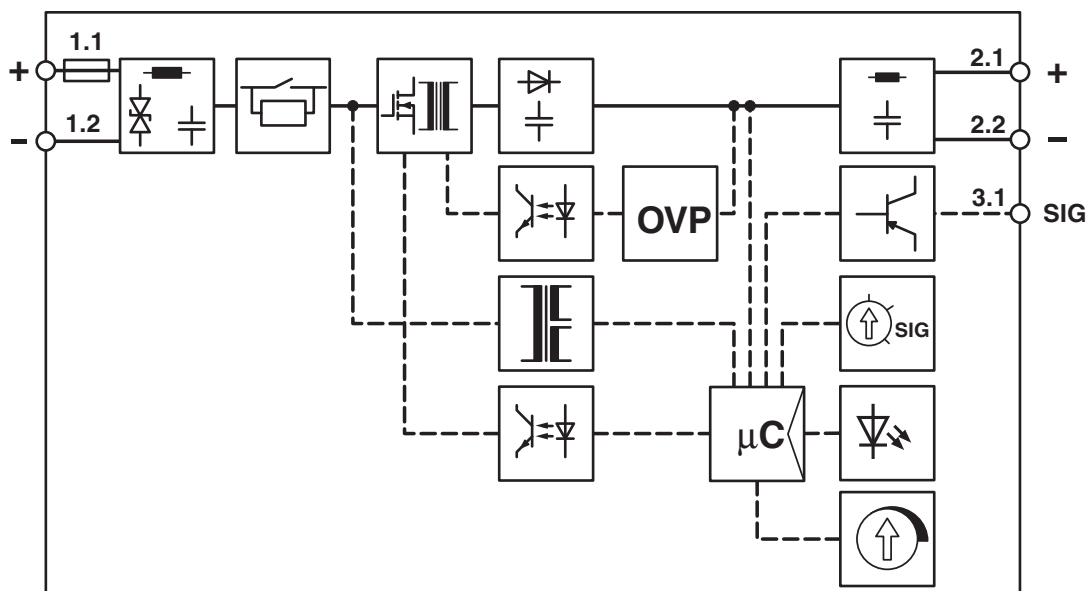 1.1
2.1
+
+
1.2
2.2
–
–
3.1
OVP
SIG
SIG
µC